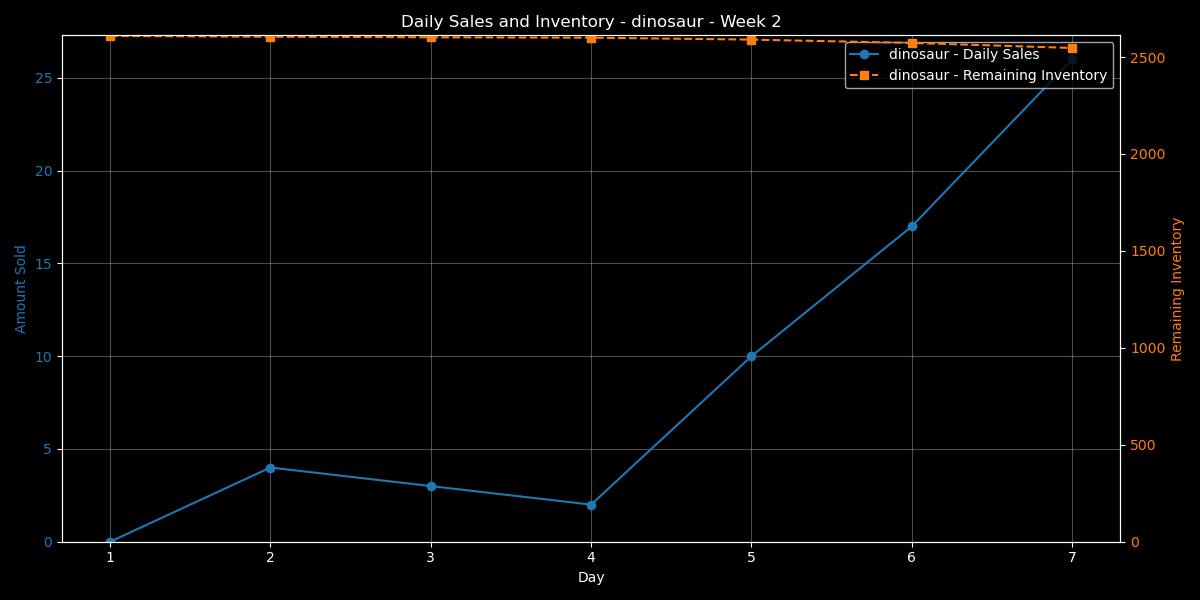 Daily Sales and Inventory - dinosaur - Week 2
dinosaur - Daily Sales
dinosaur - Remaining Inventory
Amount Sold
25
20
15
10
5
0
2500
2000
1500
1000
500
0
Remaining Inventory
1 2 3 4 5 6 7
Day